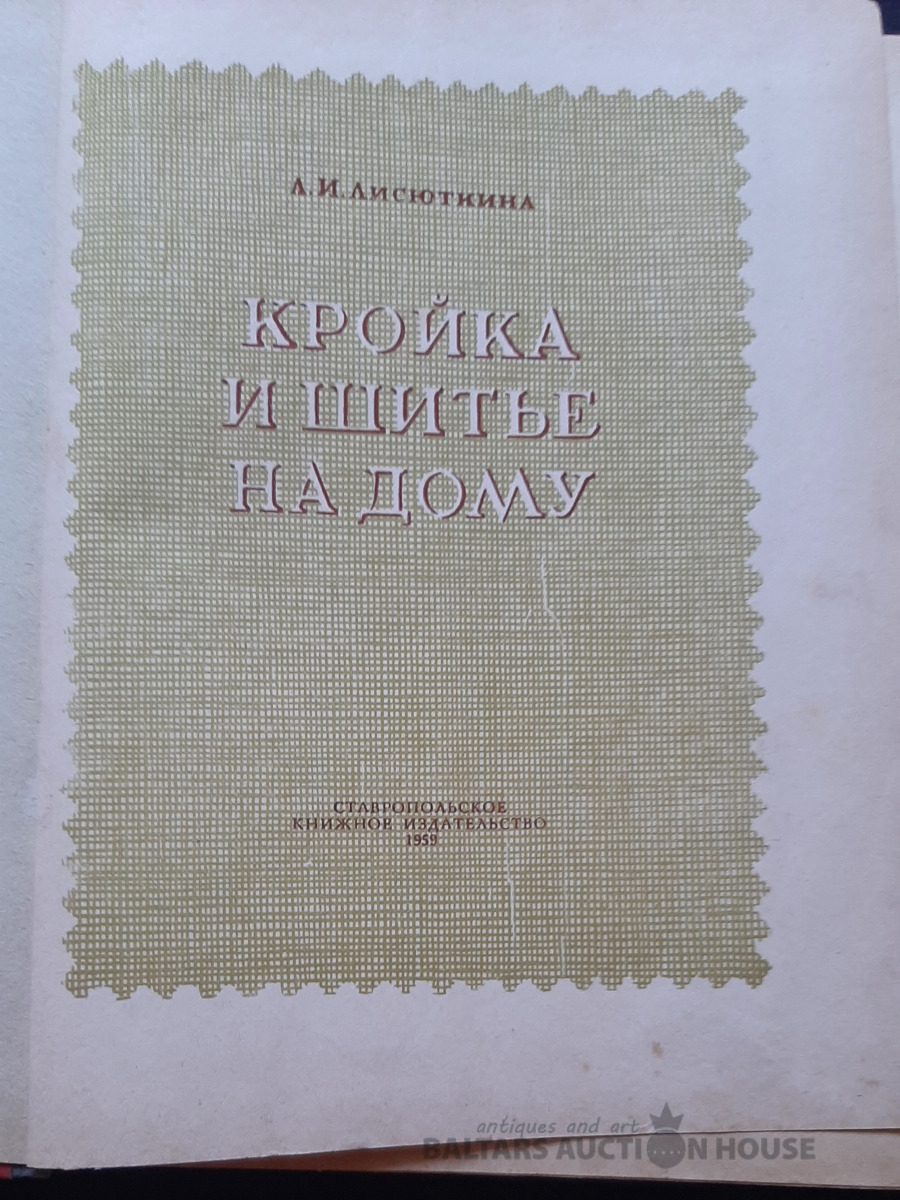 Л. И. ЛИСЮТКИНА
КРОЙКА
И ШИТЬЕ
НА ДОМУ
СТАВРОПОЛЬСКОЕ
КНИЖНОЕ ИЗДАТЕЛЬСТВО
1959
antiques and art
BALTARS AUCTION HOUSE